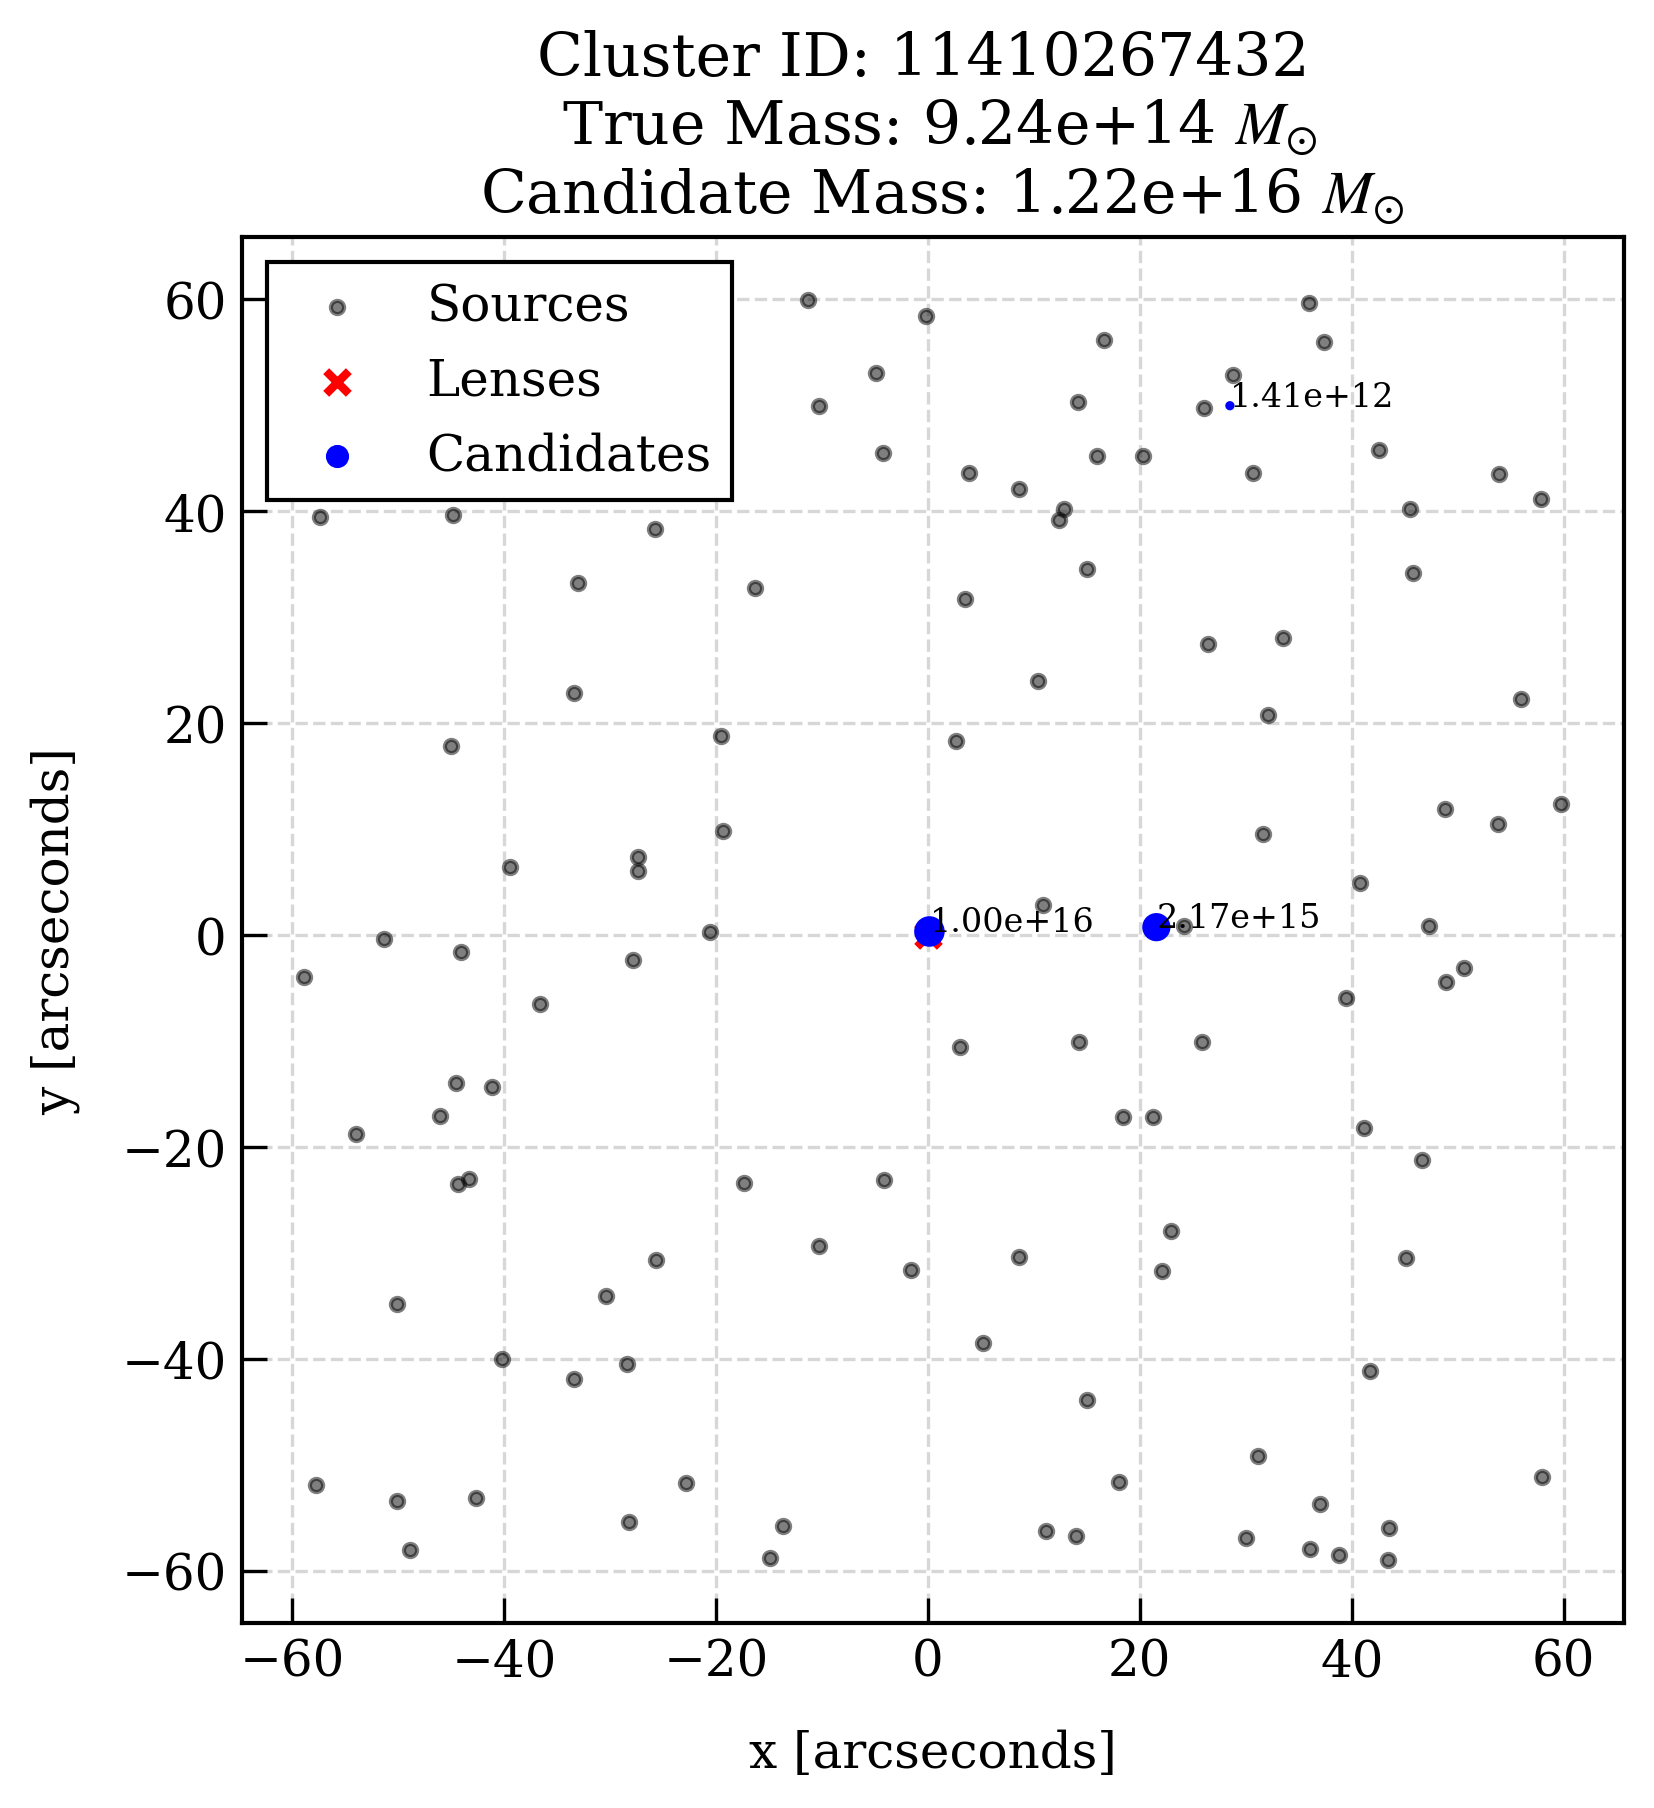 Cluster ID: 11410267432
True Mass: 9.24e+14 M⊙
Candidate Mass: 1.22e+16 M⊙
Sources
Lenses
Candidates
1.41e+12
1.00e+16
2.17e+15
60
40
20
0
−20
−40
−60
y [arcseconds]
−60
−40
−20
0
20
40
60
x [arcseconds]